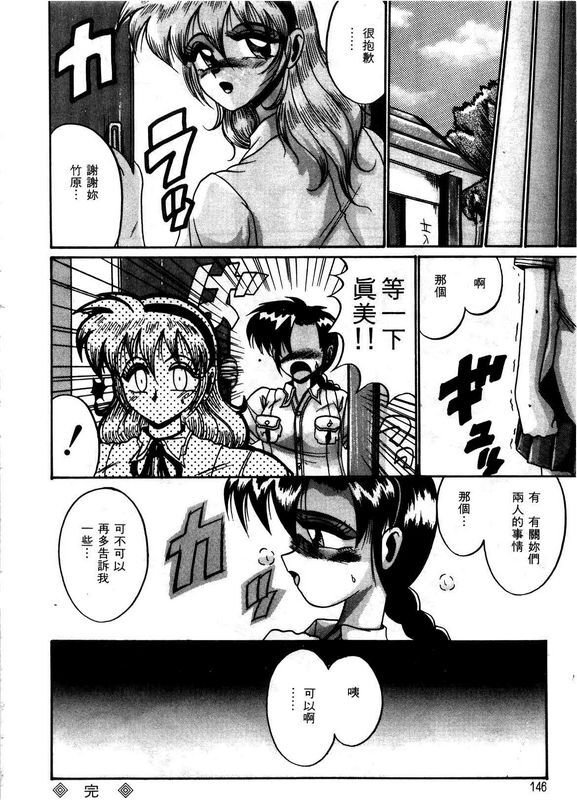 很抱歉
……
謝謝妳
竹原…
カ
ラッ
啊
那個
ギュッ
等一下
眞美!!
!
有 有關妳們
兩人的事情
那個…
可不可以
再多告訴我
一些…
カァ
咦
可以啊
……
完
146